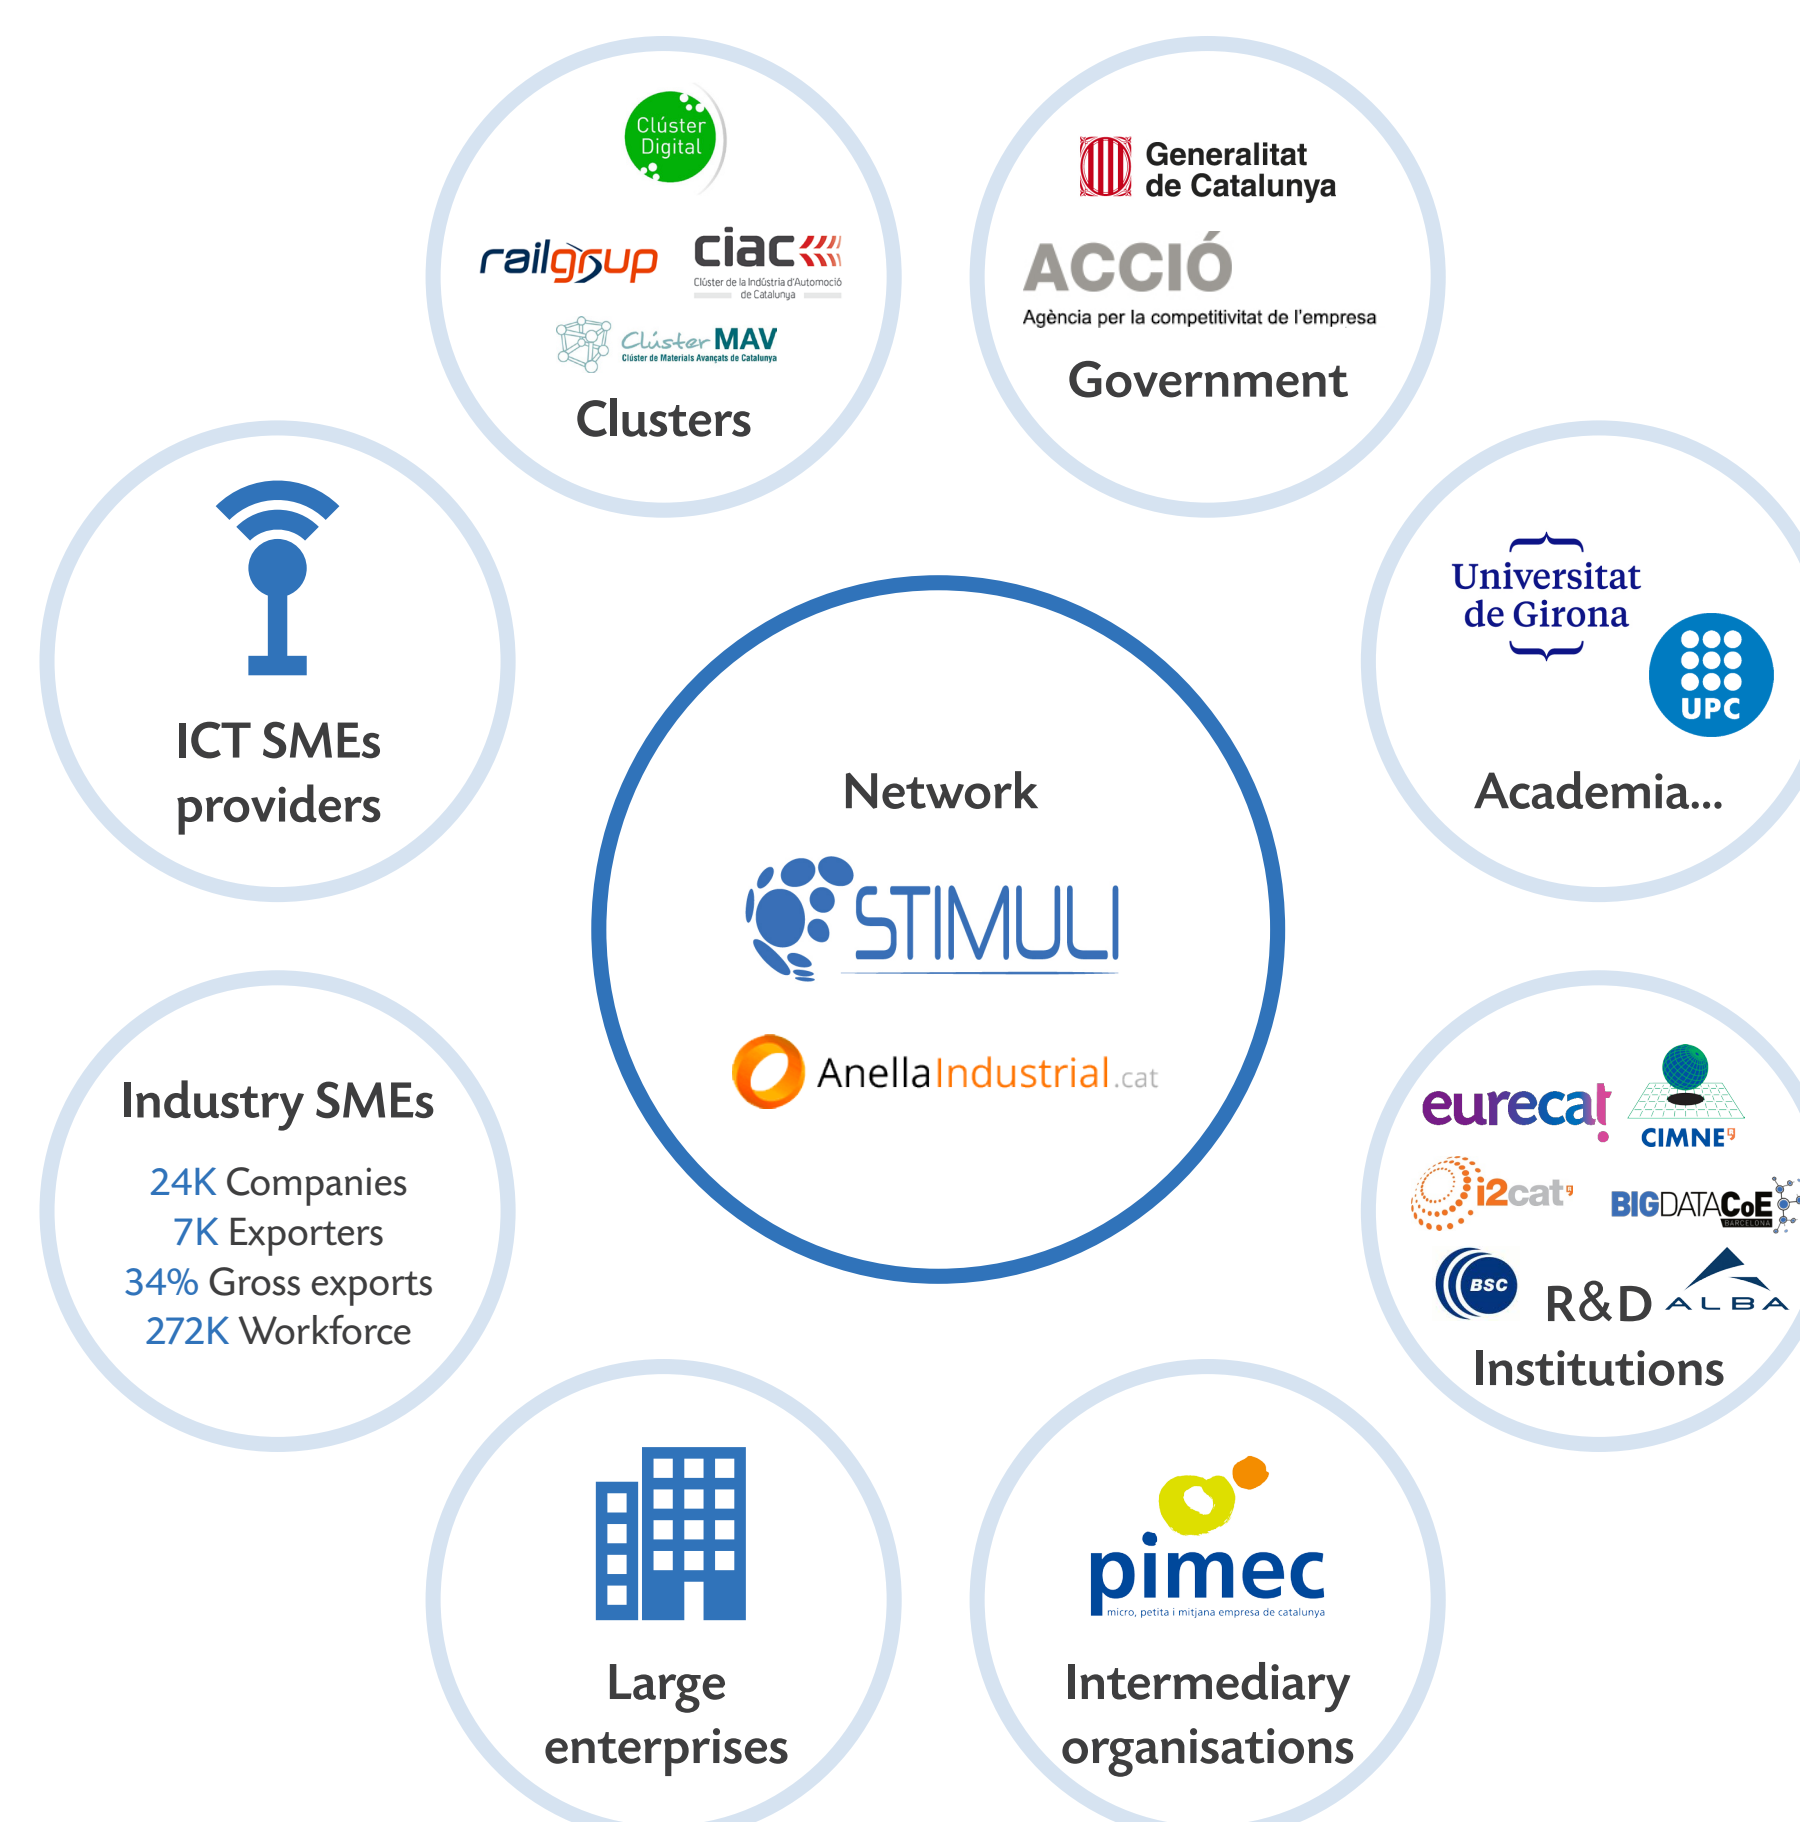 Clúster
Digital
railgrup
ciac
Clúster de la Indústria d'Automoció
de Catalunya
Clúster MAV
Clúster de Materials Avançats de Catalunya
Clusters
Generalitat
de Catalunya
ACCIÓ
Agència per la competitivitat de l'empresa
Government
ICT SMEs
providers
Universitat
de Girona
UPC
Academia...
Network
STIMULI
AnellaIndustrial.cat
Industry SMEs
24K Companies
7K Exporters
34% Gross exports
272K Workforce
eurecat
CIMNE
i2cat
BIGDATACoE
BARCELONA
BSC
R&D
ALBA
Institutions
Large
enterprises
pimec
micro, petita i mitjana empresa de catalunya
Intermediary
organisations